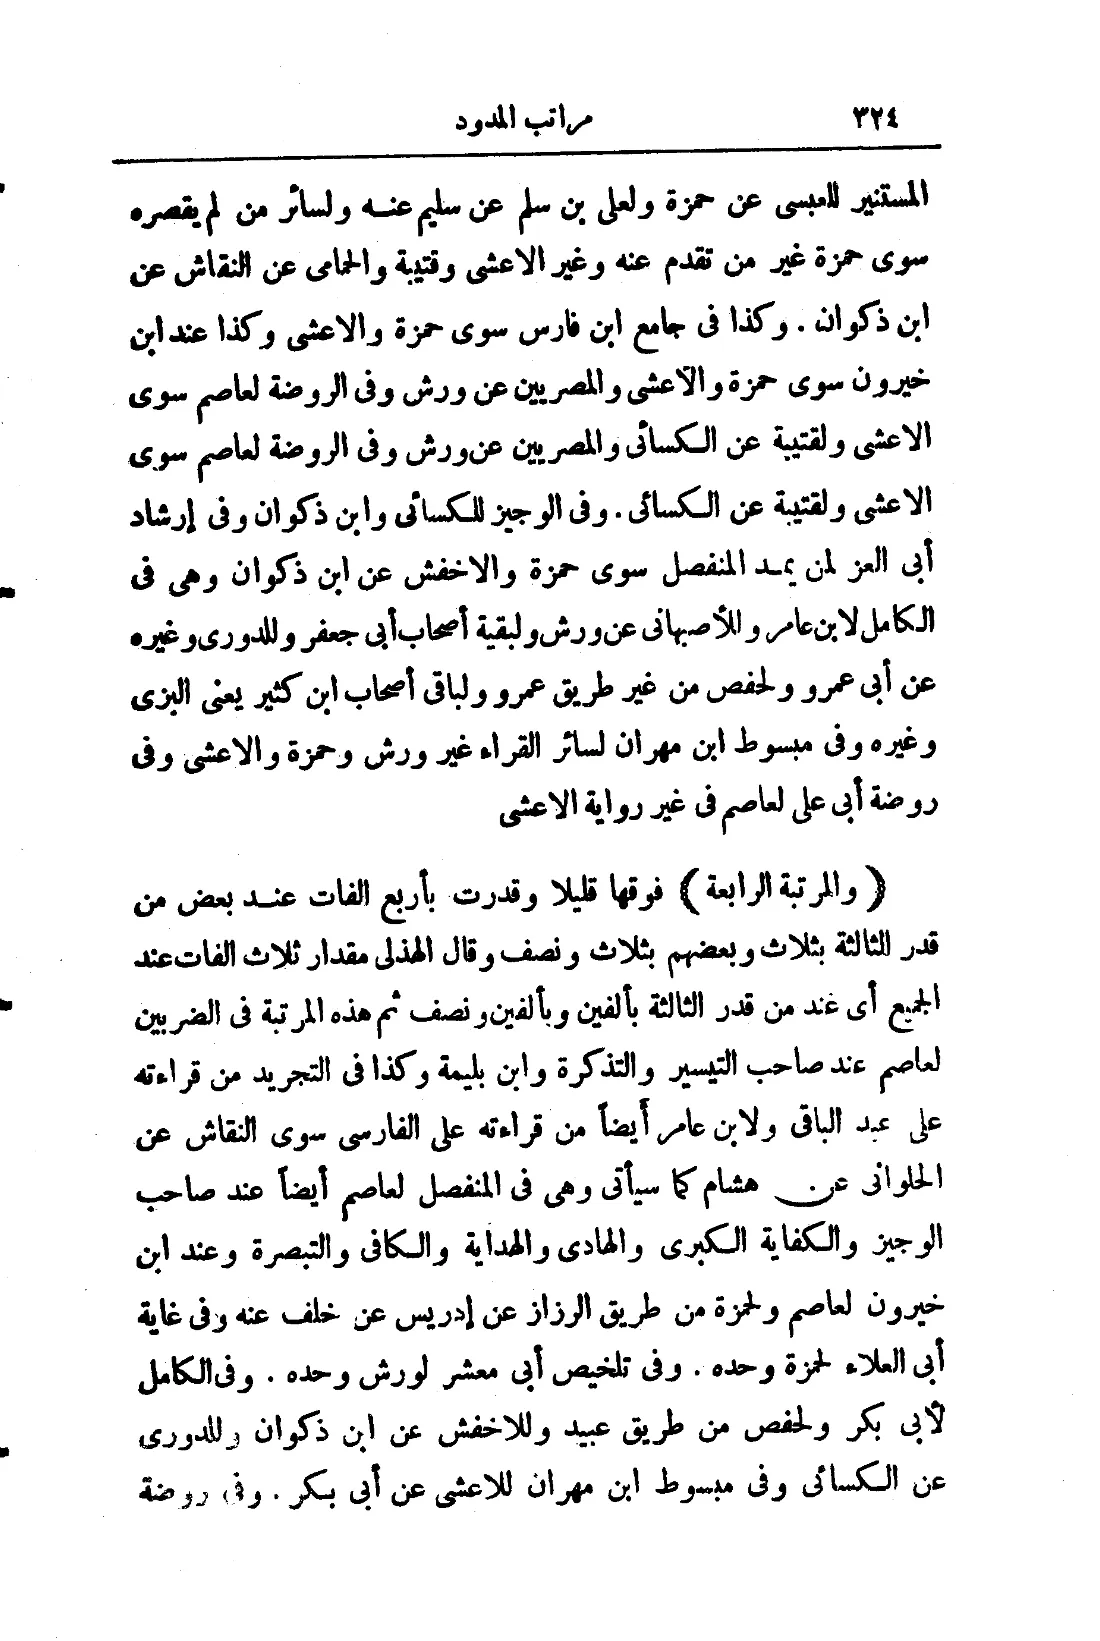 ٣٢٤ مراتب المدود
المستنير للعبسى عن حمزة ولعلى بن سلم عن سليم عنه ولسائر من لم يقصره
سوى حمزة غير من تقدم عنه وغير الاعشى وقتيبة والحمامى عن النقاش عن
ابن ذكوان . وكذا فى جامع ابن فارس سوى حمزة والاعشى وكذا عند ابن
خيرون سوى حمزة والاعشى والمصريين عن ورش وفى الروضة لعاصم سوى
الاعشى ولقتيبة عن الكسائى والمصريين عن ورش وفى الروضة لعاصم سوى
الاعشى ولقتيبة عن الكسائى . وفى الوجيز للكسائى وابن ذكوان وفى إرشاد
أبى العز لمن يمد المنفصل سوى حمزة والاخفش عن ابن ذكوان وهى فى
الكامل لابن عامر وللأصبهانى عن ورش ولبقية أصحاب أبى جعفر وللدورى وغيره
عن أبى عمرو ولحفص من غير طريق عمرو ولباقى أصحاب ابن كثير يعنى البزى
وغيره وفى مبسوط ابن مهران لسائر القراء غير ورش وحمزة والاعشى وفى
روضة أبى على لعاصم فى غير رواية الاعشى
( والمرتبة الرابعة ) فوقها قليلا وقدرت بأربع الفات عند بعض من
قدر الثالثة بثلاث وبعضهم بثلاث ونصف وقال الهذلى مقدار ثلاث الفات عند
الجميع أى عند من قدر الثالثة بألفين وبألفين ونصف ثم هذه المرتبة فى الضربين
لعاصم عند صاحب التيسير والتذكرة وابن بليمة وكذا فى التجريد من قراءته
على عبد الباقى ولابن عامر أيضاً من قراءته على الفارسى سوى النقاش عن
الحلوانى عن هشام كما سيأتى وهى فى المنفصل لعاصم أيضاً عند صاحب
الوجيز والكفاية الكبرى والهادى والهداية والكافى والتبصرة وعند ابن
خيرون لعاصم ولحمزة من طريق الرزاز عن إدريس عن خلف عنه وفى غاية
أبى العلاء لحمزة وحده . وفى تلخيص أبى معشر لورش وحده . وفى الكامل
لأبى بكر ولحفص من طريق عبيد وللاخفش عن ابن ذكوان وللدورى
عن الكسائى وفى مبسوط ابن مهران للاعشى عن أبى بكر . وفى روضة